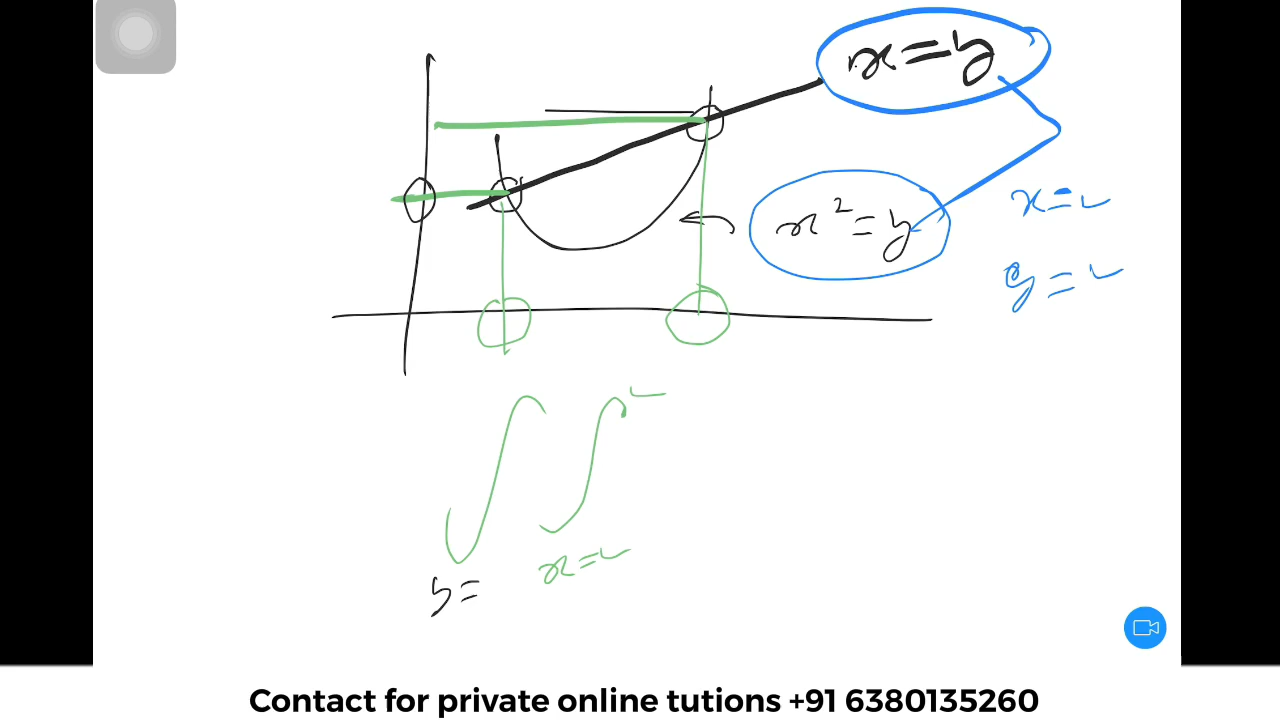 x=y
x²=y
x=✓
y=✓
∫ ∫✓
x=✓
y=
Contact for private online tutions +91 6380135260